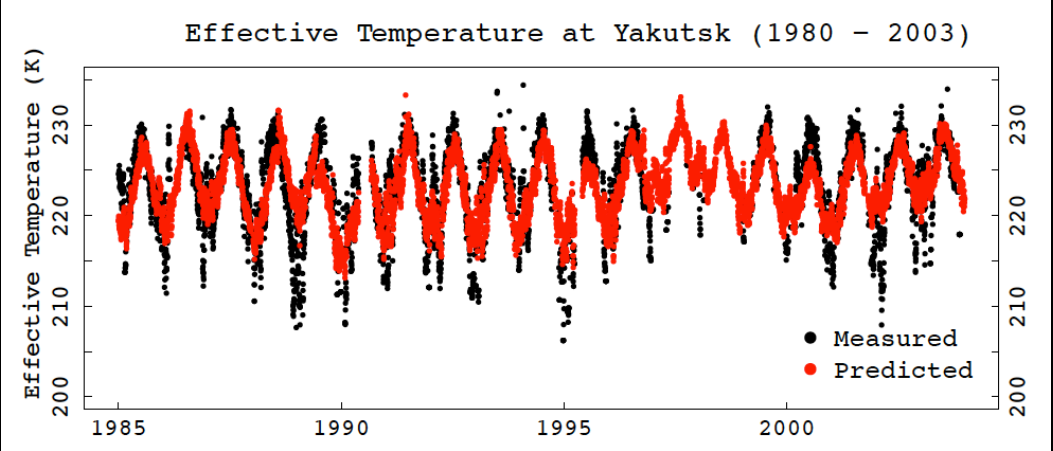 Effective Temperature at Yakutsk (1980 – 2003)
Effective Temperature (K)
230
220
210
200
230
220
210
200
Measured
Predicted
1985 1990 1995 2000